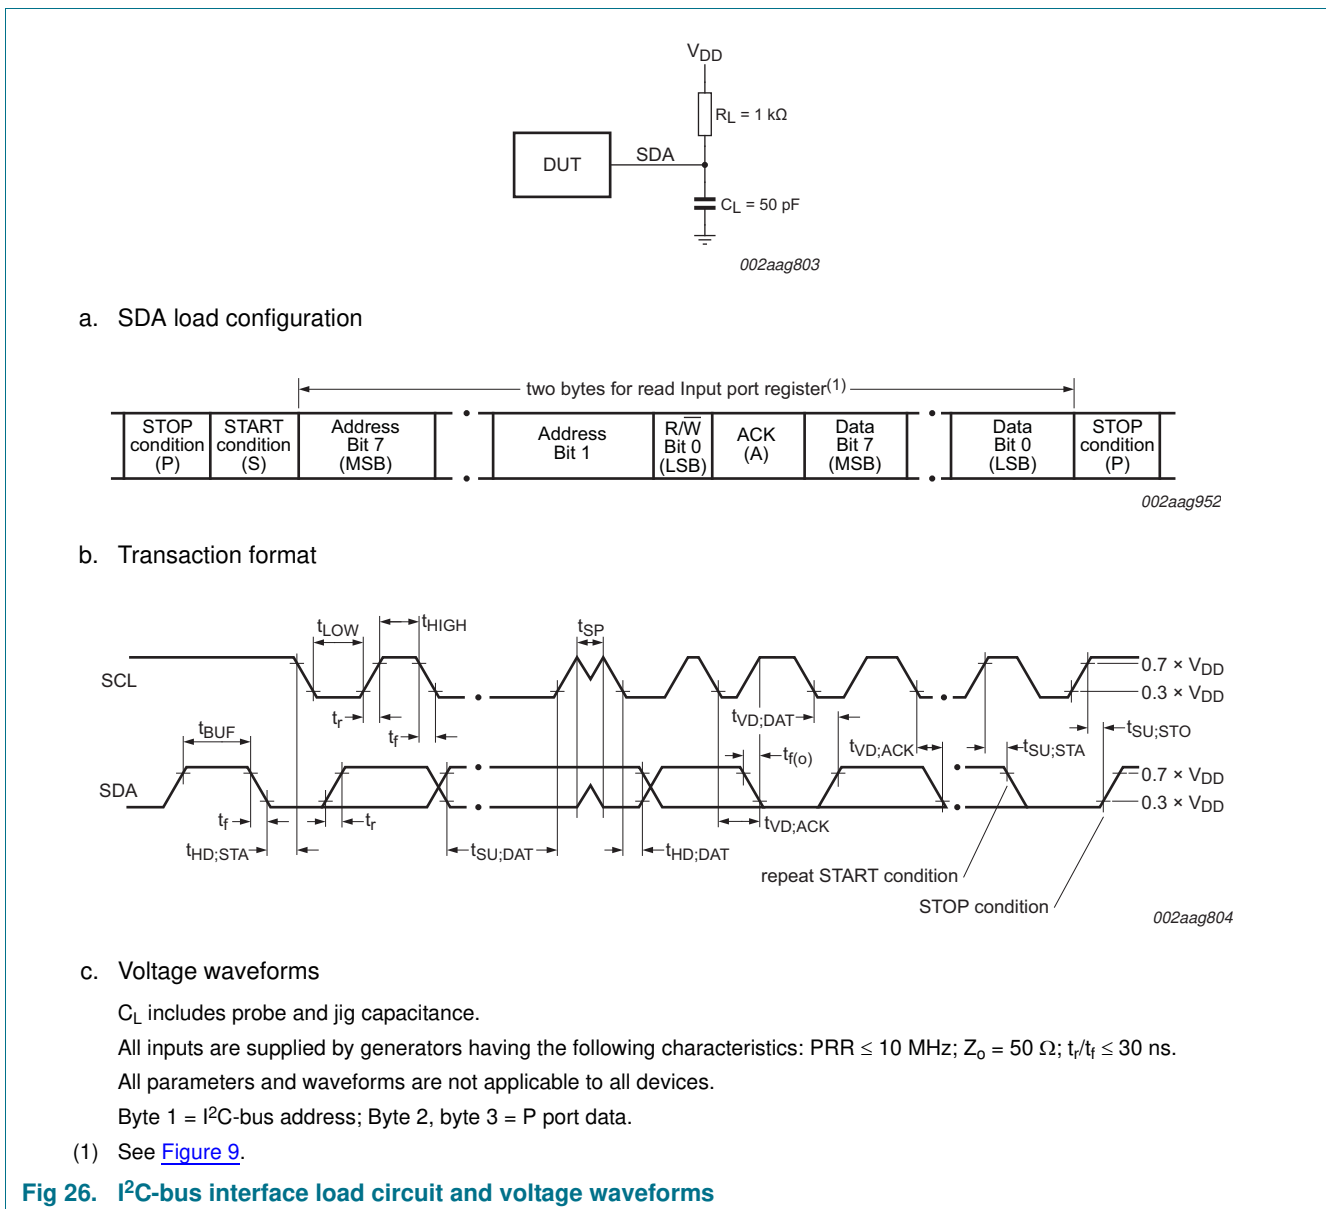 VDD
RL = 1 kΩ
DUT
SDA
CL = 50 pF
002aag803
a. SDA load configuration
two bytes for read Input port register(1)
STOP condition (P)
START condition (S)
Address Bit 7 (MSB)
Address Bit 1
R/W̅ Bit 0 (LSB)
ACK (A)
Data Bit 7 (MSB)
Data Bit 0 (LSB)
STOP condition (P)
002aag952
b. Transaction format
tLOW
tHIGH
tSP
SCL
0.7 × VDD
0.3 × VDD
tr
tf
tBUF
tVD;DAT
tf(o)
tVD;ACK
tSU;STA
tSU;STO
SDA
0.7 × VDD
0.3 × VDD
tf
tr
tHD;STA
tSU;DAT
tHD;DAT
tVD;ACK
repeat START condition
STOP condition
002aag804
c. Voltage waveforms
CL includes probe and jig capacitance.
All inputs are supplied by generators having the following characteristics: PRR ≤ 10 MHz; Zo = 50 Ω; tr/tf ≤ 30 ns.
All parameters and waveforms are not applicable to all devices.
Byte 1 = I²C-bus address; Byte 2, byte 3 = P port data.
(1) See Figure 9.
Fig 26. I²C-bus interface load circuit and voltage waveforms